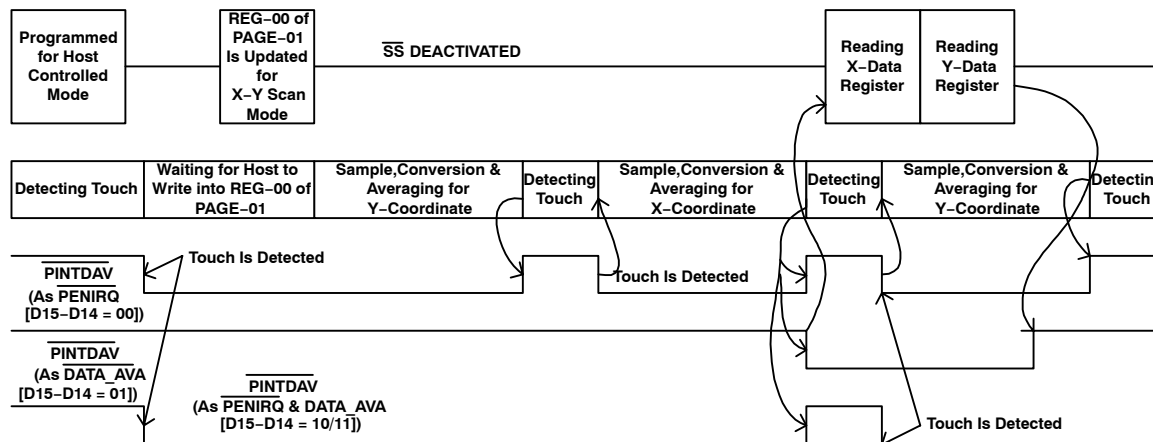 Programmed
for Host
Controlled
Mode
REG−00 of
PAGE−01
Is Updated
for
X−Y Scan
Mode
SS DEACTIVATED
Reading
X−Data
Register
Reading
Y−Data
Register
Detecting Touch
Waiting for Host to
Write into REG−00 of
PAGE−01
Sample,Conversion &
Averaging for
Y−Coordinate
Detecting
Touch
Sample,Conversion &
Averaging for
X−Coordinate
Detecting
Touch
Sample,Conversion &
Averaging for
Y−Coordinate
Detectin
Touch
PINTDAV
(As PENIRQ
[D15−D14 = 00])
Touch Is Detected
Touch Is Detected
PINTDAV
(As DATA_AVA
[D15−D14 = 01])
PINTDAV
(As PENIRQ & DATA_AVA
[D15−D14 = 10/11])
Touch Is Detected